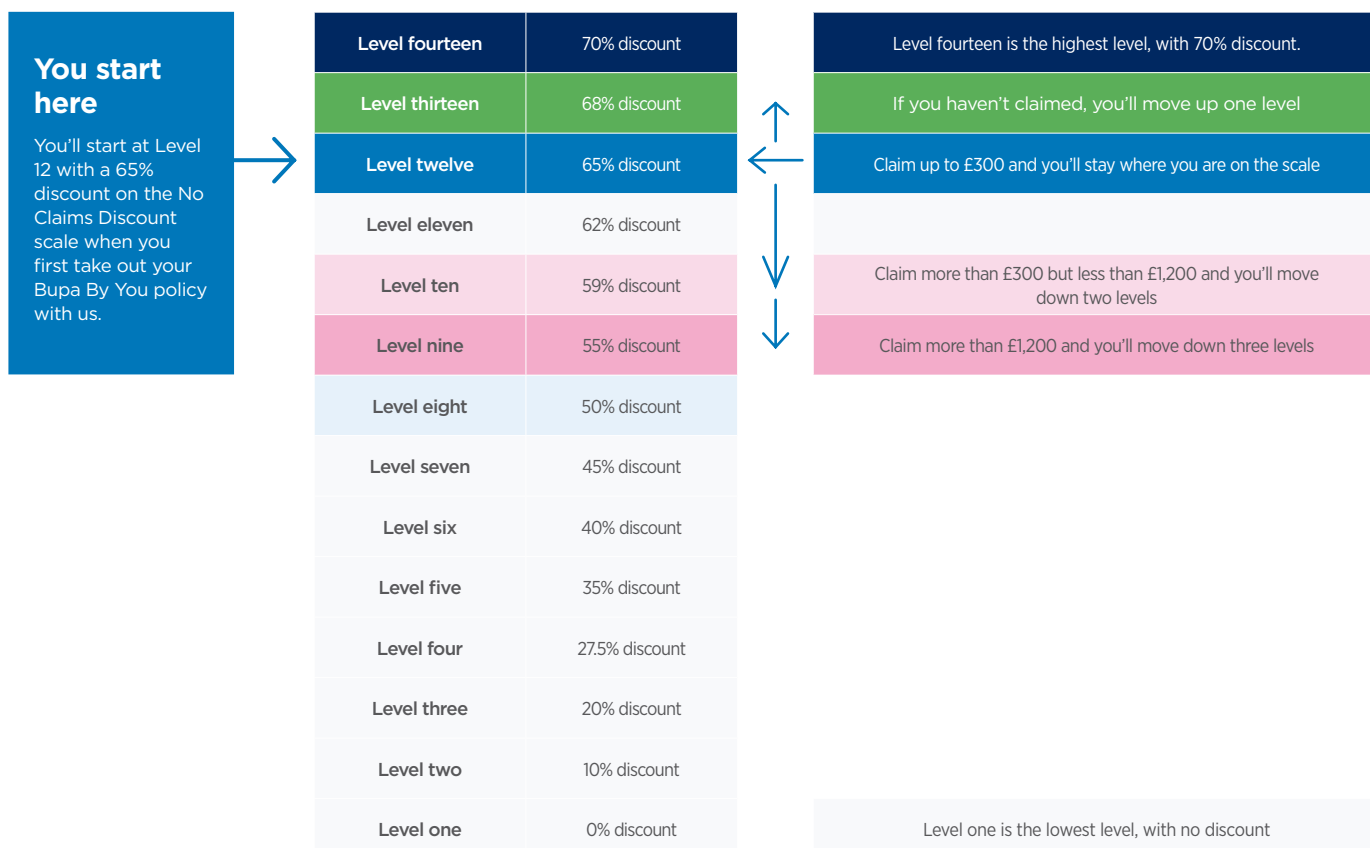 You start
here
You'll start at Level
12 with a 65%
discount on the No
Claims Discount
scale when you
first take out your
Bupa By You policy
with us.
Level fourteen 70% discount Level fourteen is the highest level, with 70% discount.
Level thirteen 68% discount If you haven't claimed, you'll move up one level
Level twelve 65% discount Claim up to £300 and you'll stay where you are on the scale
Level eleven 62% discount
Level ten 59% discount Claim more than £300 but less than £1,200 and you'll move
down two levels
Level nine 55% discount Claim more than £1,200 and you'll move down three levels
Level eight 50% discount
Level seven 45% discount
Level six 40% discount
Level five 35% discount
Level four 27.5% discount
Level three 20% discount
Level two 10% discount
Level one 0% discount Level one is the lowest level, with no discount